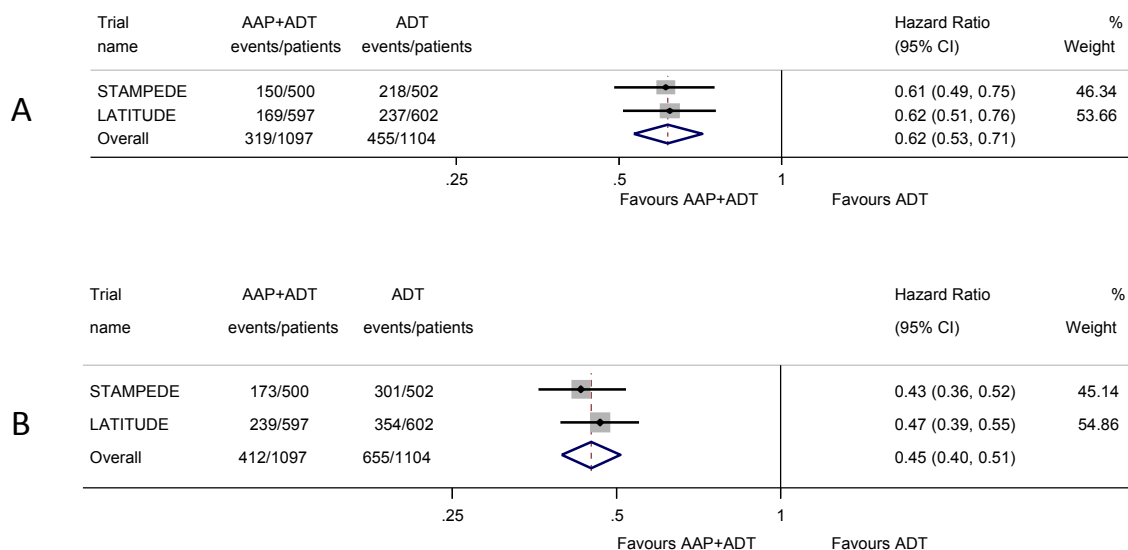 Trial AAP+ADT ADT Hazard Ratio %
name events/patients events/patients (95% CI) Weight
A
STAMPEDE 150/500 218/502 0.61 (0.49, 0.75) 46.34
LATITUDE 169/597 237/602 0.62 (0.51, 0.76) 53.66
Overall 319/1097 455/1104 0.62 (0.53, 0.71)
.25 .5 1
Favours AAP+ADT Favours ADT
Trial AAP+ADT ADT Hazard Ratio %
name events/patients events/patients (95% CI) Weight
B
STAMPEDE 173/500 301/502 0.43 (0.36, 0.52) 45.14
LATITUDE 239/597 354/602 0.47 (0.39, 0.55) 54.86
Overall 412/1097 655/1104 0.45 (0.40, 0.51)
.25 .5 1
Favours AAP+ADT Favours ADT